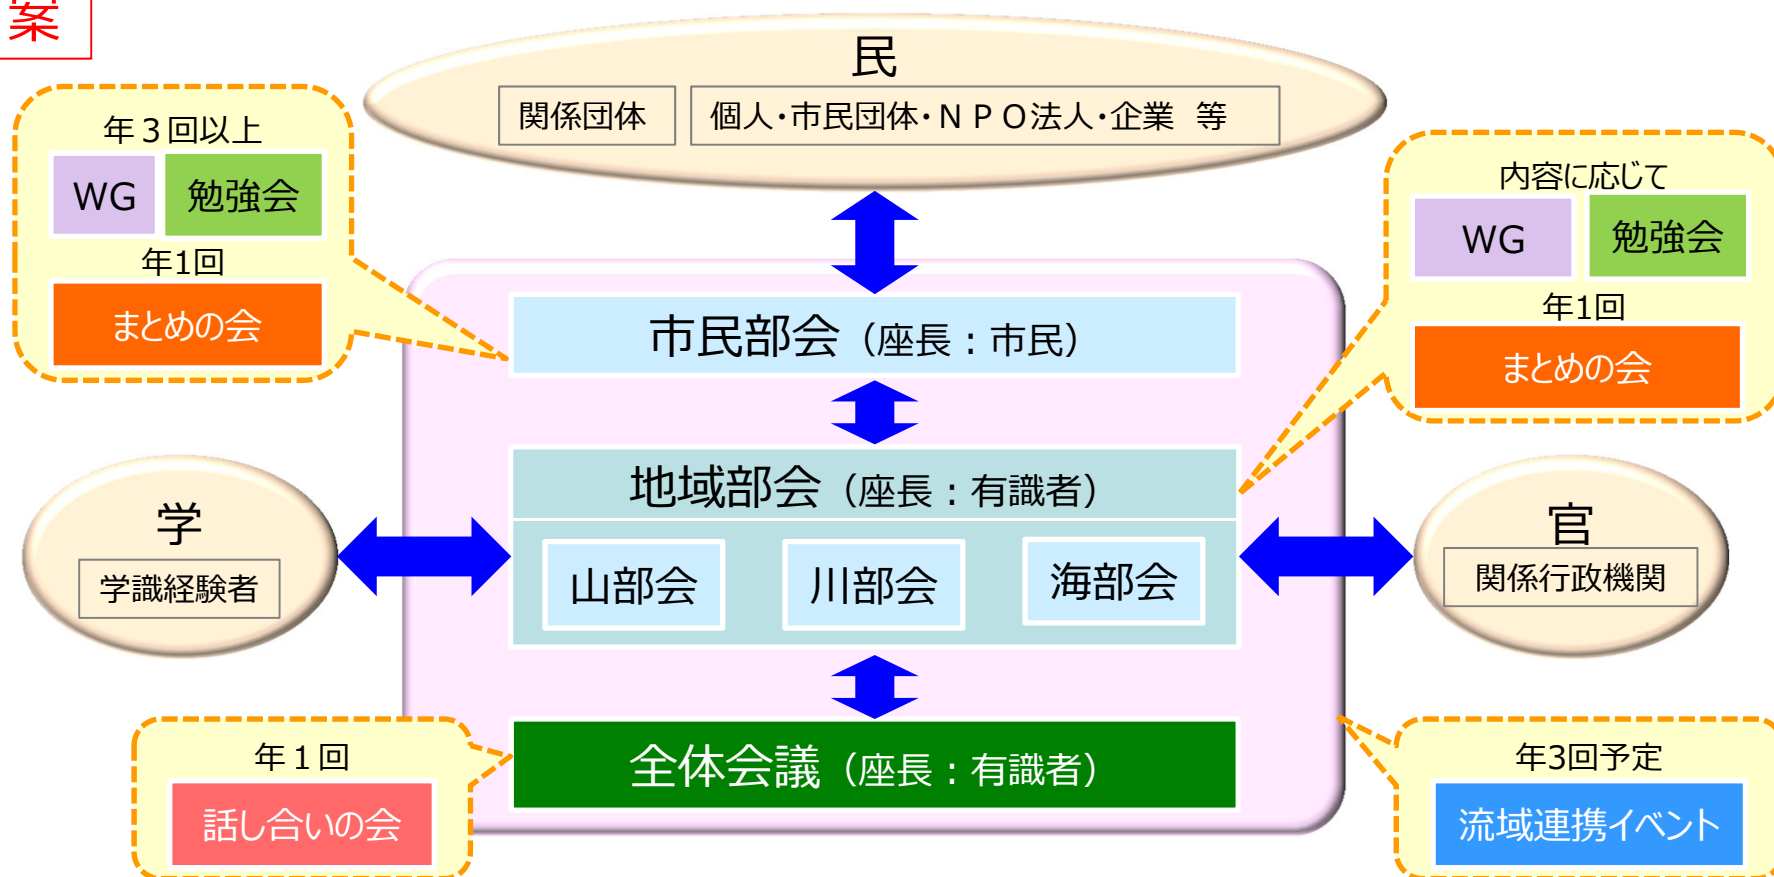 案
民
関係団体
個人・市民団体・ＮＰＯ法人・企業 等
年３回以上
WG
勉強会
年1回
まとめの会
内容に応じて
WG
勉強会
年1回
まとめの会
市民部会（座長：市民）
地域部会（座長：有識者）
山部会
川部会
海部会
学
学識経験者
官
関係行政機関
全体会議（座長：有識者）
年１回
話し合いの会
年3回予定
流域連携イベント